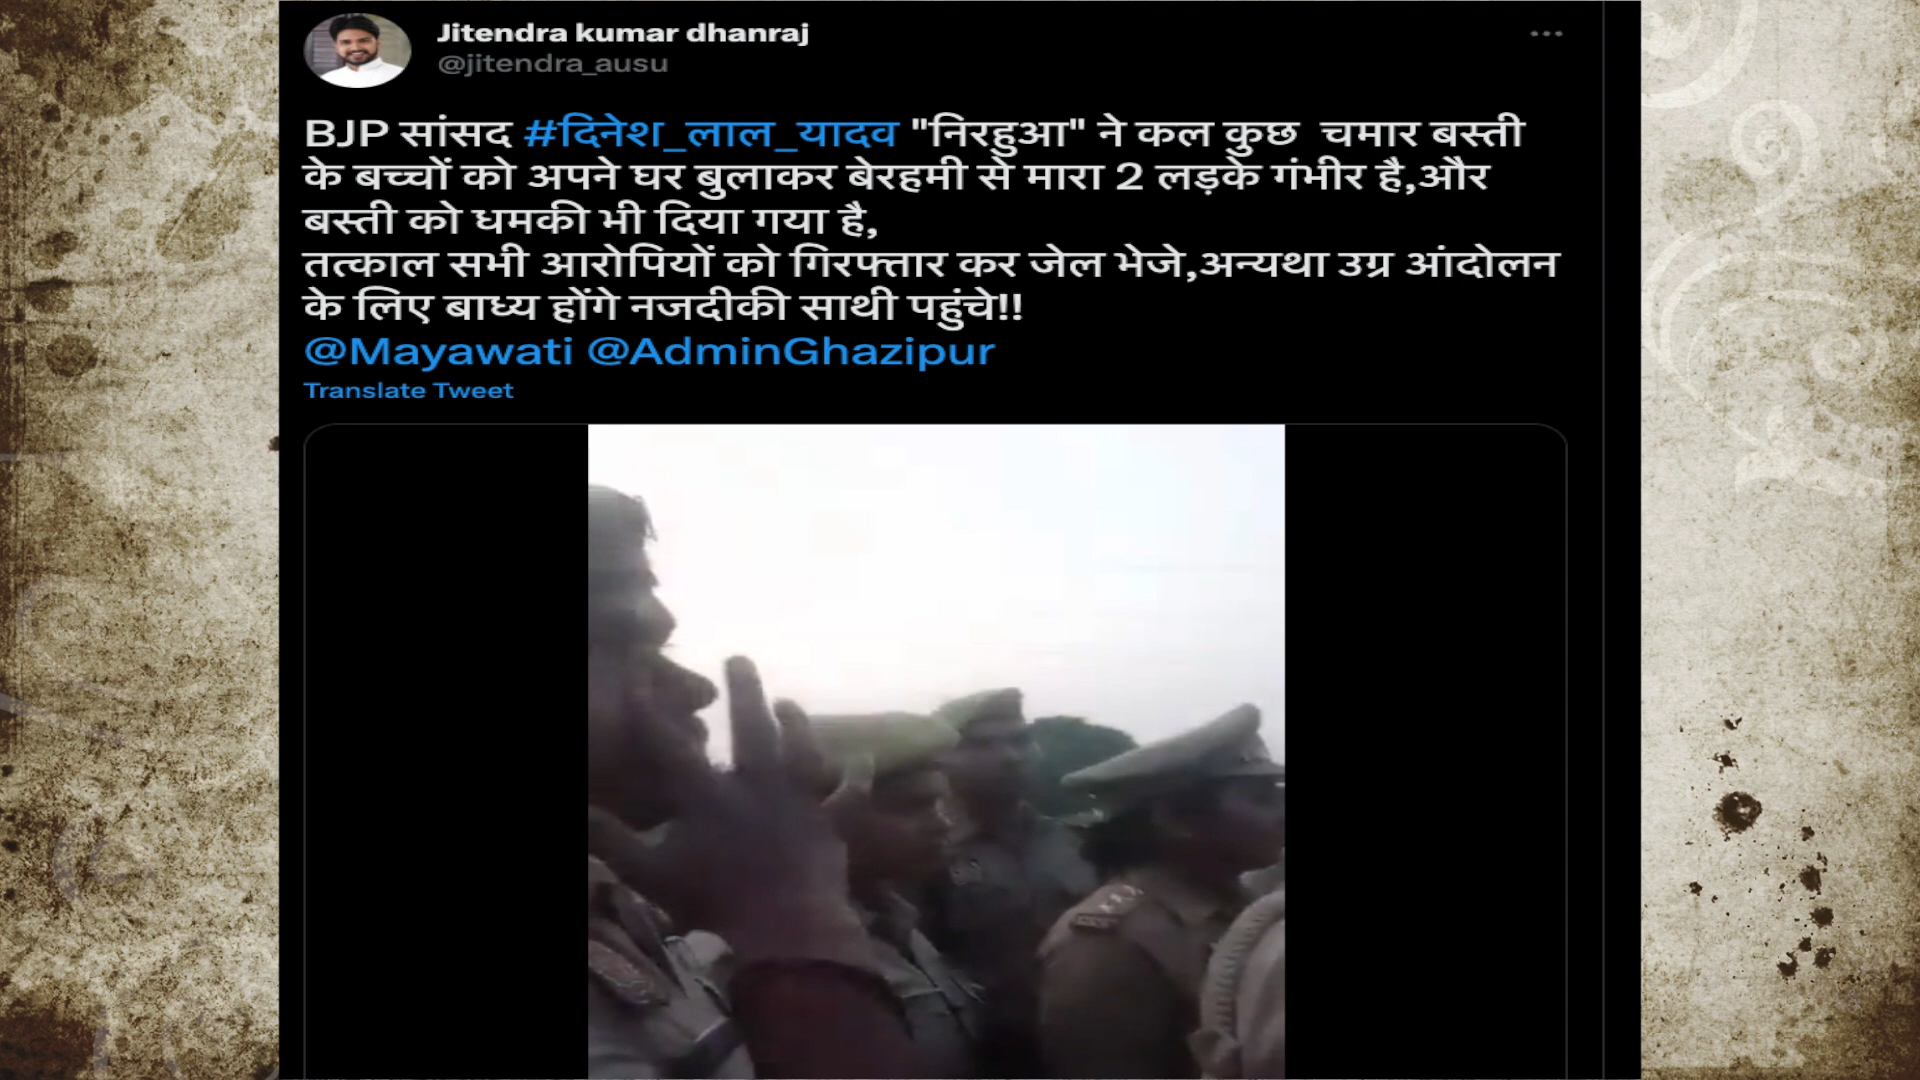 Jitendra kumar dhanraj
@jitendra_ausu
BJP सांसद #दिनेश_लाल_यादव "निरहुआ" ने कल कुछ चमार बस्ती
के बच्चों को अपने घर बुलाकर बेरहमी से मारा 2 लड़के गंभीर है,और
बस्ती को धमकी भी दिया गया है,
तत्काल सभी आरोपियों को गिरफ्तार कर जेल भेजे,अन्यथा उग्र आंदोलन
के लिए बाध्य होंगे नजदीकी साथी पहुंचे!!
@Mayawati @AdminGhazipur
Translate Tweet